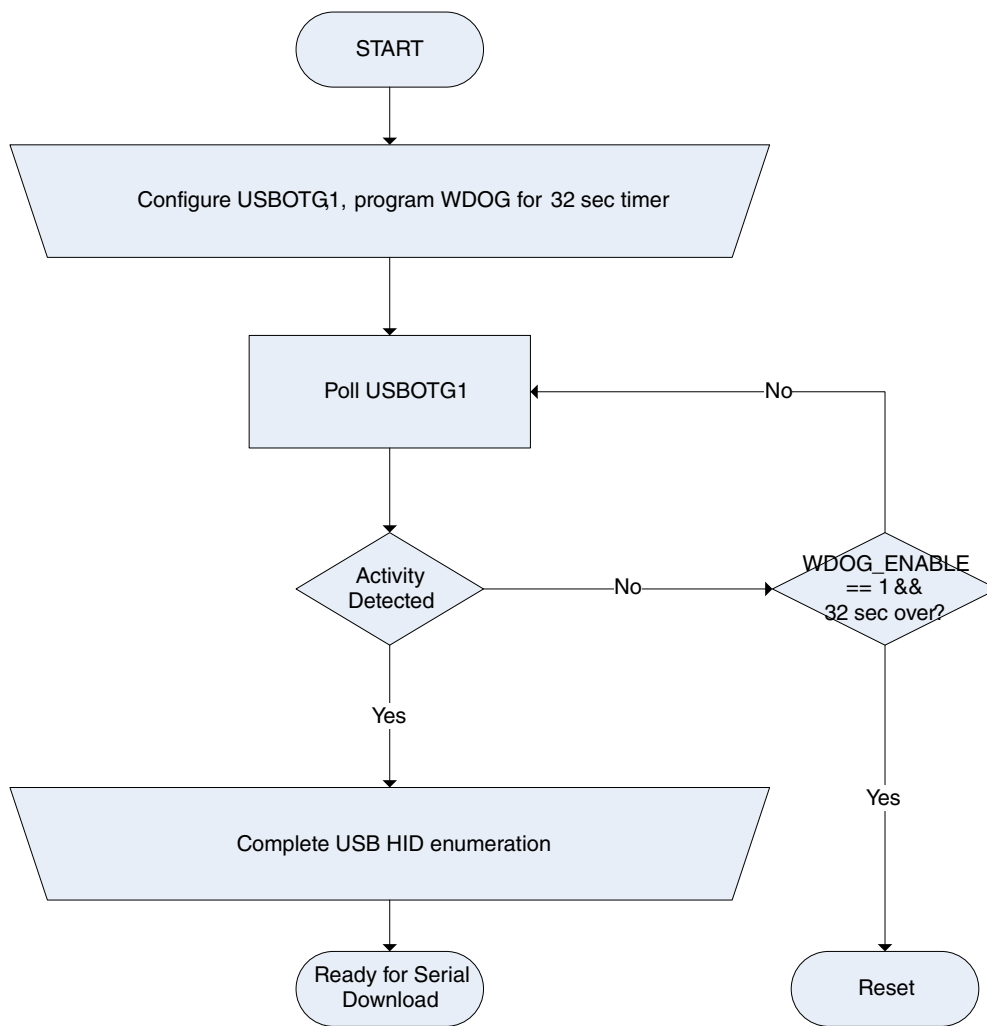 START
Configure USBOTG1, program WDOG for 32 sec timer
Poll USBOTG1
No
Activity
Detected
No
WDOG_ENABLE
== 1 &&
32 sec over?
Yes
Yes
Complete USB HID enumeration
Ready for Serial
Download
Reset